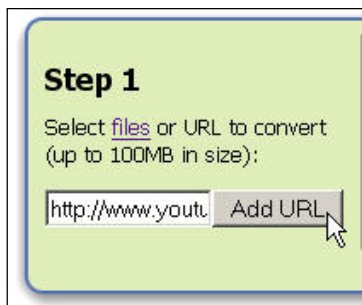 Step 1
Select files or URL to convert
(up to 100MB in size):
http://www.youtu Add URL